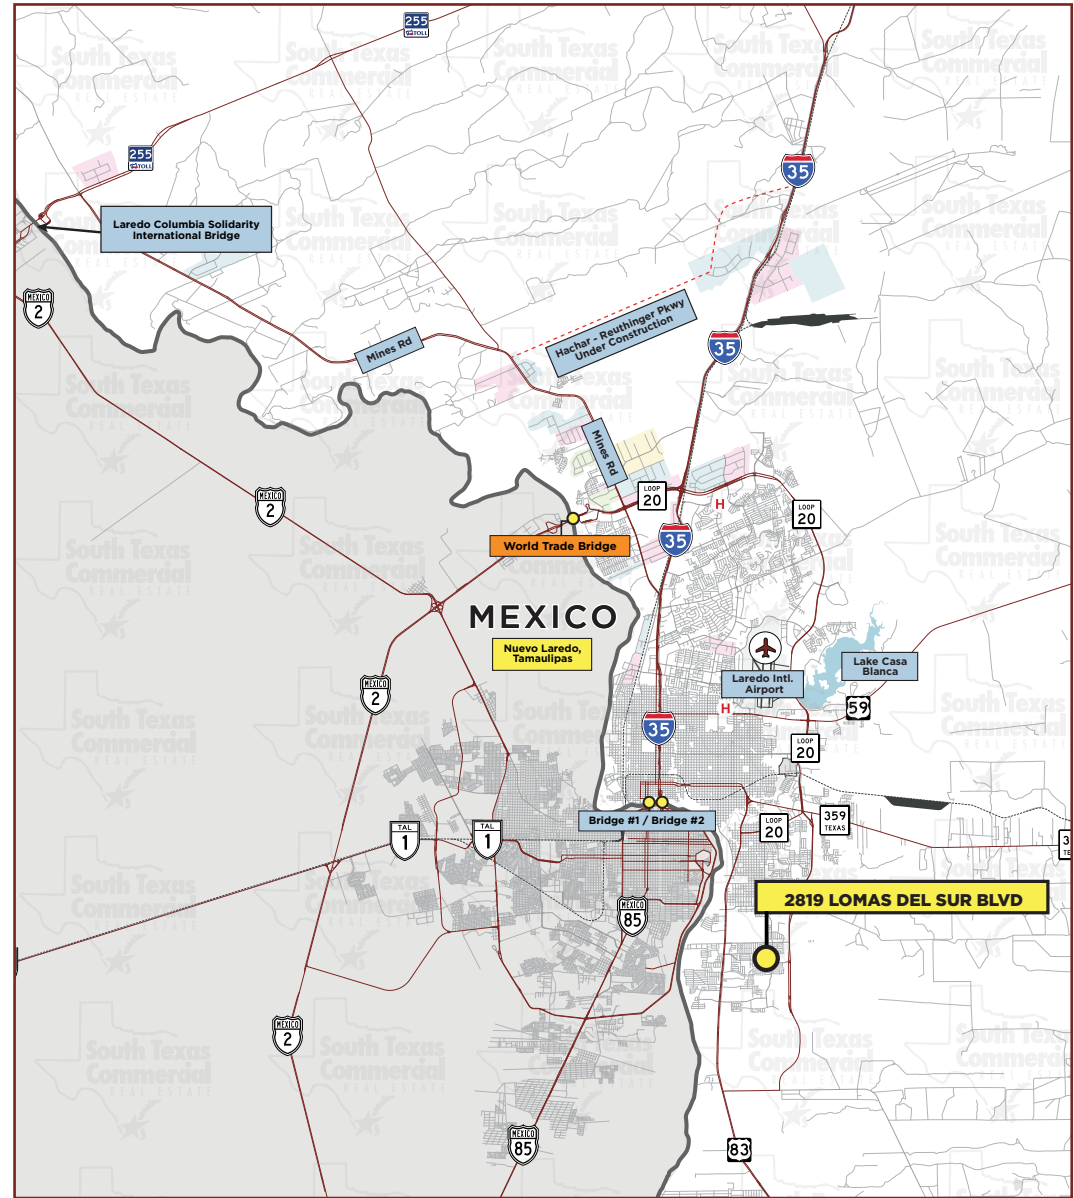 255
TOLL
255
TOLL
35
Laredo Columbia Solidarity
International Bridge
MEXICO
2
Hachar - Reuthinger Pkwy
Under Construction
Mines Rd
35
Mines Rd
LOOP
20
H
LOOP
20
MEXICO
2
35
World Trade Bridge
MEXICO
Nuevo Laredo,
Tamaulipas
Lake Casa
Blanca
Laredo Intl.
Airport
MEXICO
2
H
59
35
LOOP
20
Bridge #1 / Bridge #2
LOOP
20
359
TEXAS
3
TE
TAL
1
TAL
1
2819 LOMAS DEL SUR BLVD
MEXICO
85
MEXICO
2
MEXICO
85
83
South Texas
Commercial
REAL ESTATE